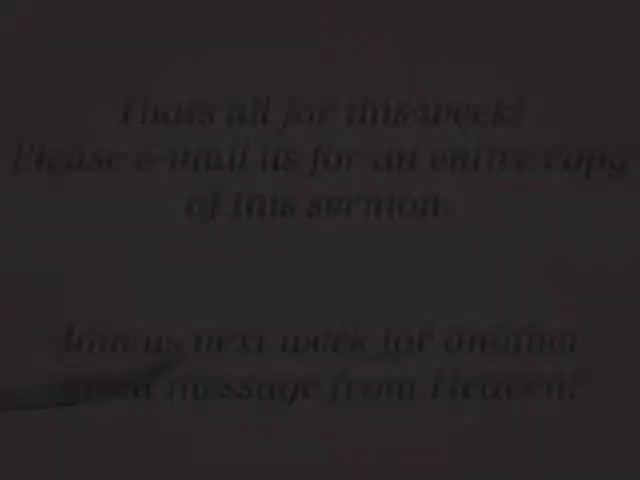 Thats all for this week!
Please e-mail us for an entire copy
of this sermon.
Join us next week for another
message from Heaven!